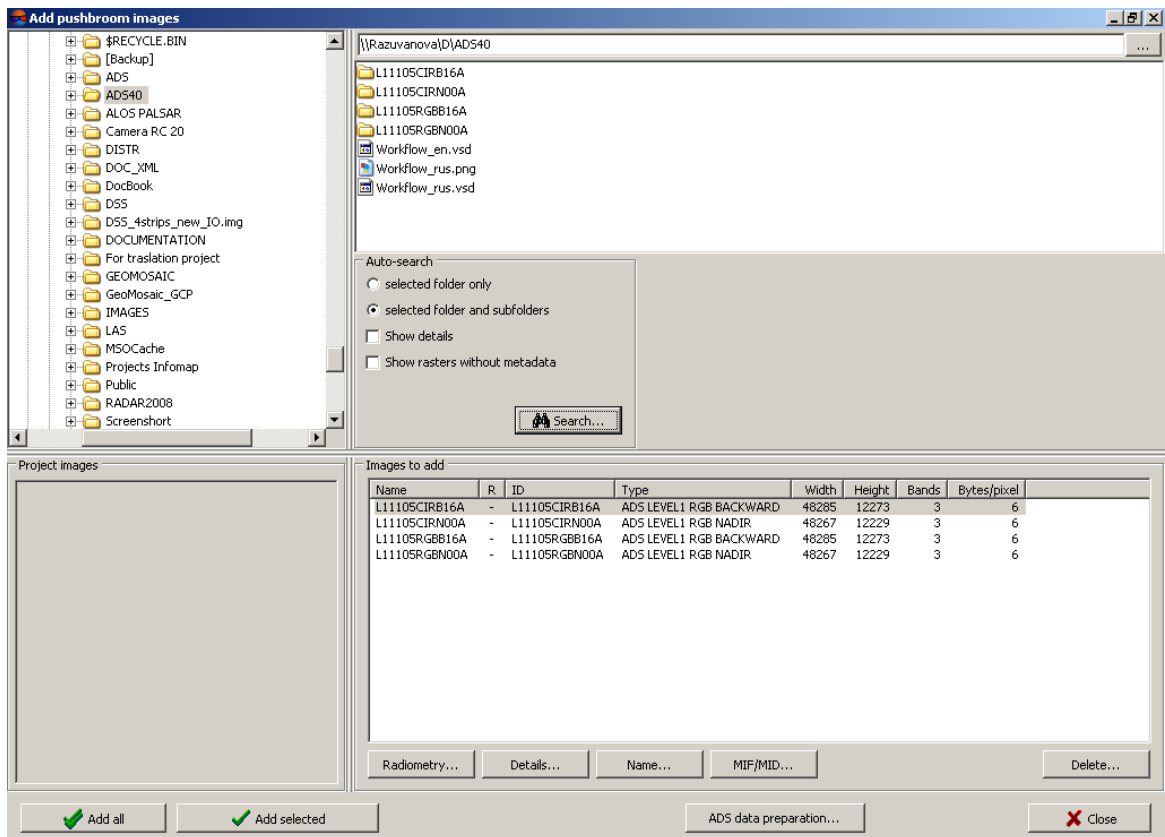 Add pushbroom images
$RECYCLE.BIN
[Backup]
ADS
ADS40
ALOS PALSAR
Camera RC 20
DISTR
DOC_XML
DocBook
DSS
DSS_4strips_new_IO.img
DOCUMENTATION
For traslation project
GEOMOSAIC
GeoMosaic_GCP
IMAGES
LAS
MSOCache
Projects Infomap
Public
RADAR2008
Screenshort
\\Razuvanova\D\ADS40
...
L11105CIRB16A
L11105CIRN00A
L11105RGBB16A
L11105RGBN00A
Workflow_en.vsd
Workflow_rus.png
Workflow_rus.vsd
Auto-search
selected folder only
selected folder and subfolders
Show details
Show rasters without metadata
Search...
Project images
Images to add
Name R ID Type Width Height Bands Bytes/pixel
L11105CIRB16A - L11105CIRB16A ADS LEVEL1 RGB BACKWARD 48285 12273 3 6
L11105CIRN00A - L11105CIRN00A ADS LEVEL1 RGB NADIR 48267 12229 3 6
L11105RGBB16A - L11105RGBB16A ADS LEVEL1 RGB BACKWARD 48285 12273 3 6
L11105RGBN00A - L11105RGBN00A ADS LEVEL1 RGB NADIR 48267 12229 3 6
Radiometry... Details... Name... MIF/MID... Delete...
Add all Add selected ADS data preparation... Close